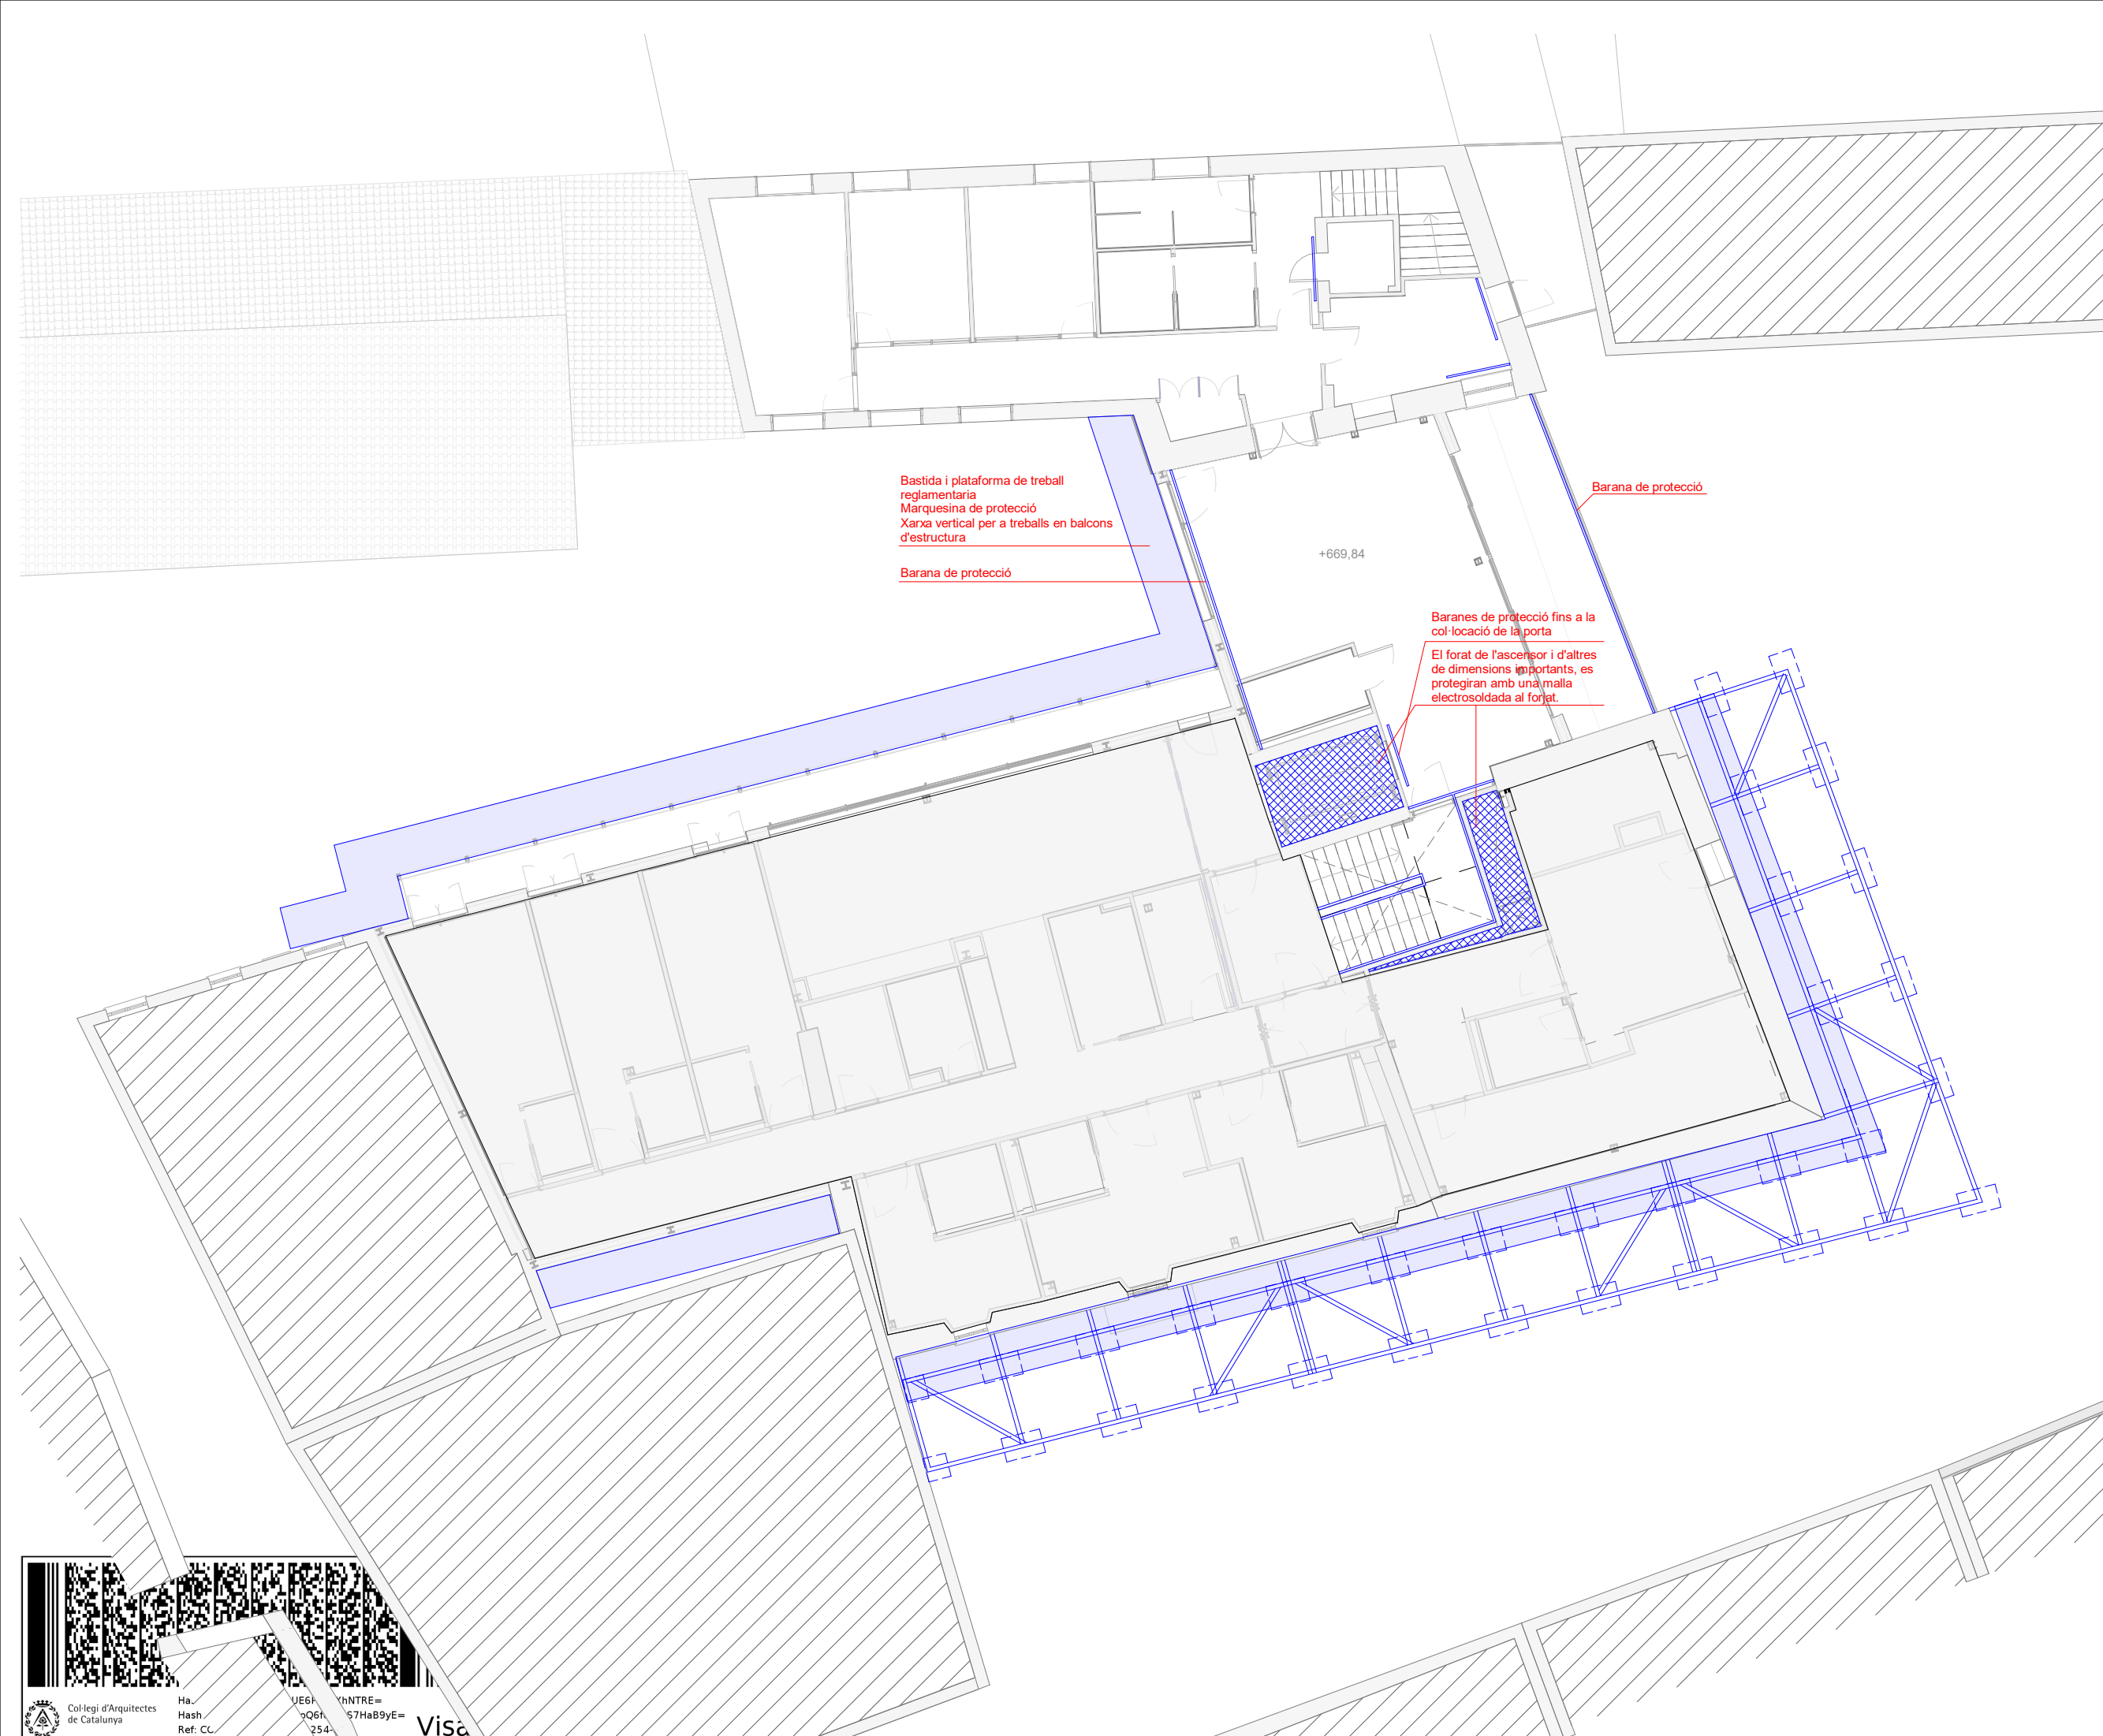 Bastida i plataforma de treball
reglamentaria
Marquesina de protecció
Xarxa vertical per a treballs en balcons
d'estructura
Barana de protecció
Barana de protecció
+669,84
Baranes de protecció fins a la
col·locació de la porta
El forat de l'ascensor i d'altres
de dimensions importants, es
protegiran amb una malla
electrosoldada al forjat.
Col·legi d'Arquitectes
de Catalunya
Hash
Ref: